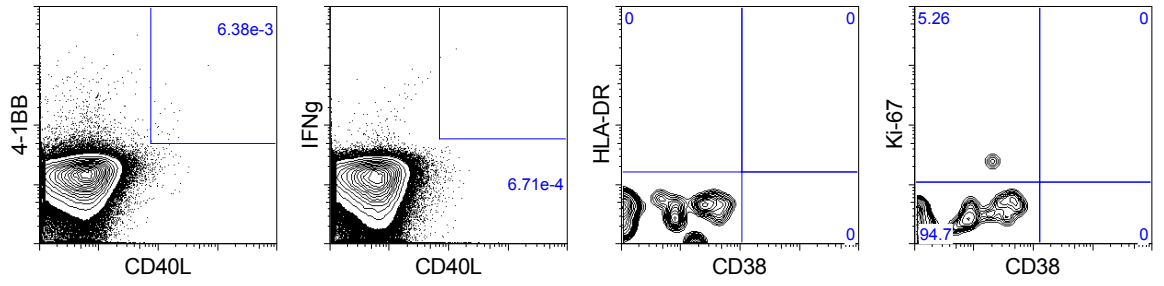 4-1BB
6.38e-3
CD40L
IFNg
6.71e-4
CD40L
HLA-DR
0
0
0
CD38
Ki-67
5.26
0
94.7
0
CD38